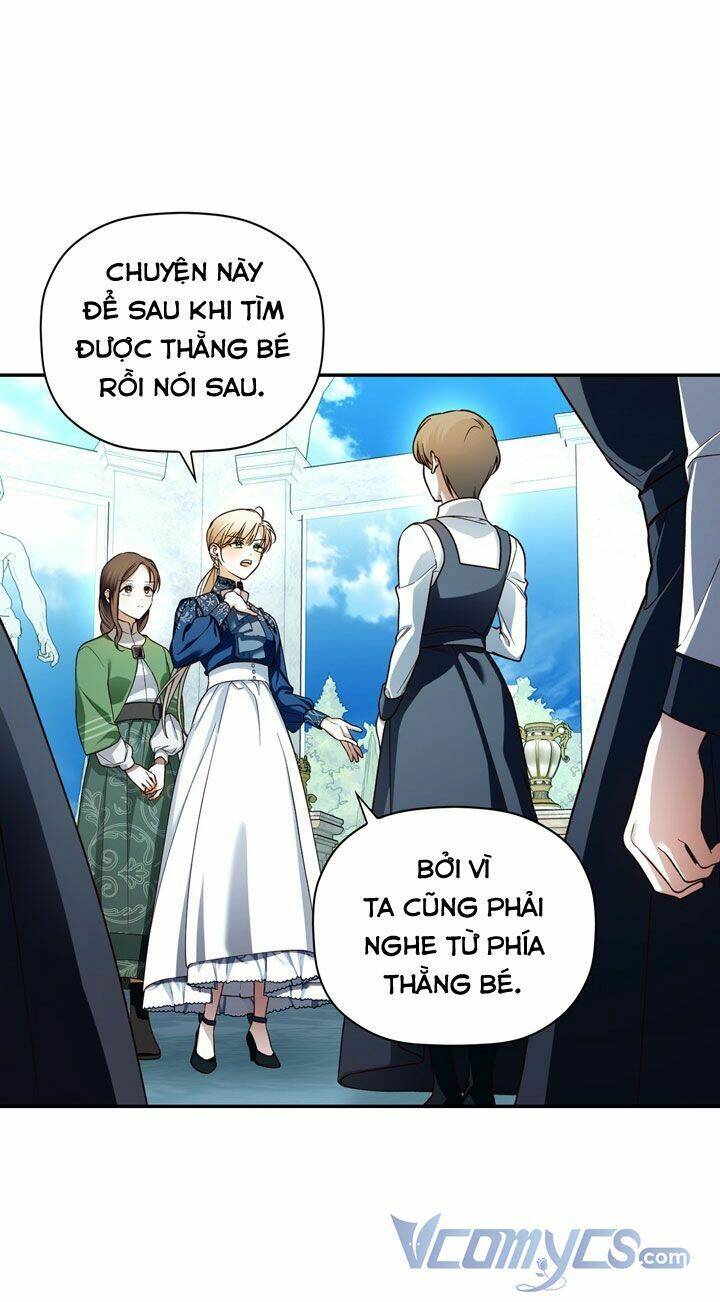 CHUYỆN NÀY
ĐỂ SAU KHI TÌM
ĐƯỢC THẰNG BÉ
RỒI NÓI SAU.
BỞI VÌ
TA CŨNG PHẢI
NGHE TỪ PHÍA
THẰNG BÉ.
VCOMYCS.com